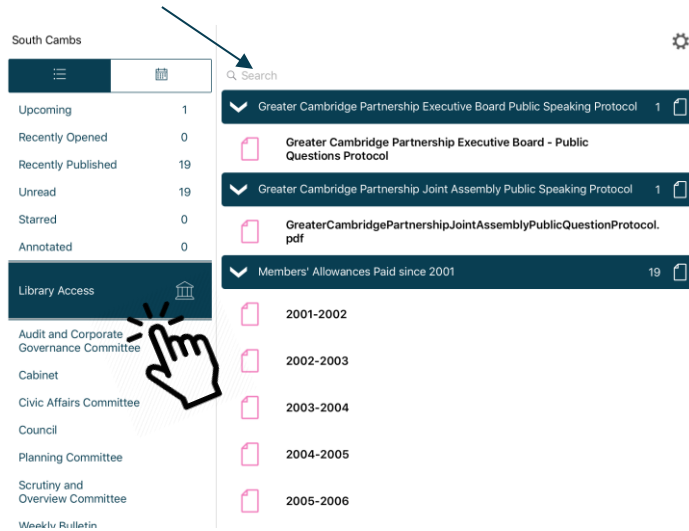 South Cambs
Upcoming 1
Recently Opened 0
Recently Published 19
Unread 19
Starred 0
Annotated 0
Library Access
Audit and Corporate
Governance Committee
Cabinet
Civic Affairs Committee
Council
Planning Committee
Scrutiny and
Overview Committee
Weekly Bulletin
Search
Greater Cambridge Partnership Executive Board Public Speaking Protocol 1
Greater Cambridge Partnership Executive Board - Public
Questions Protocol
Greater Cambridge Partnership Joint Assembly Public Speaking Protocol 1
GreaterCambridgePartnershipJointAssemblyPublicQuestionProtocol.
pdf
Members' Allowances Paid since 2001 19
2001-2002
2002-2003
2003-2004
2004-2005
2005-2006